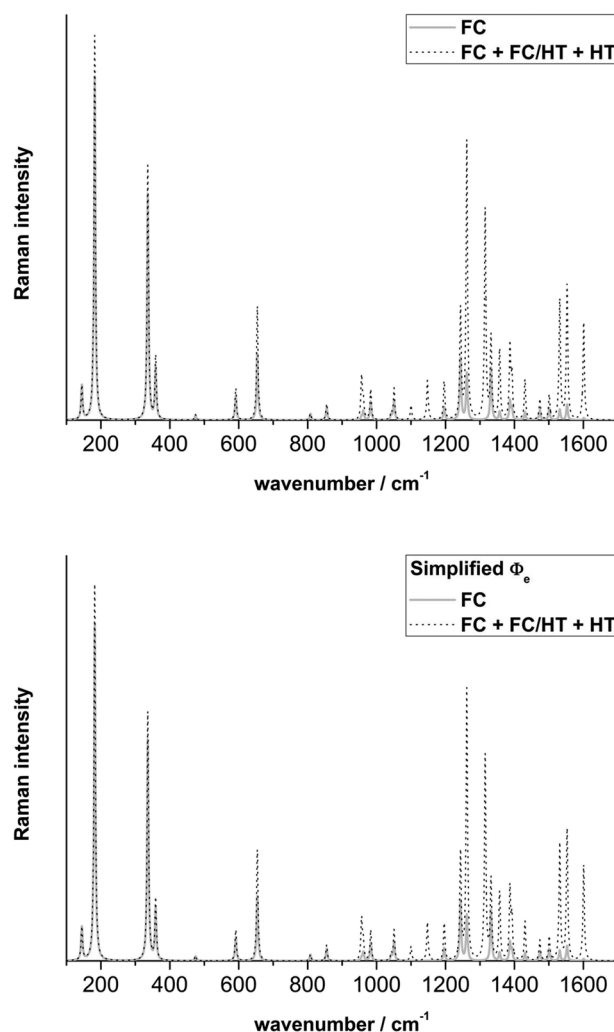 FC
FC + FC/HT + HT
Raman intensity
200 400 600 800 1000 1200 1400 1600
wavenumber / cm⁻¹
Simplified Φₑ
FC
FC + FC/HT + HT
Raman intensity
200 400 600 800 1000 1200 1400 1600
wavenumber / cm⁻¹